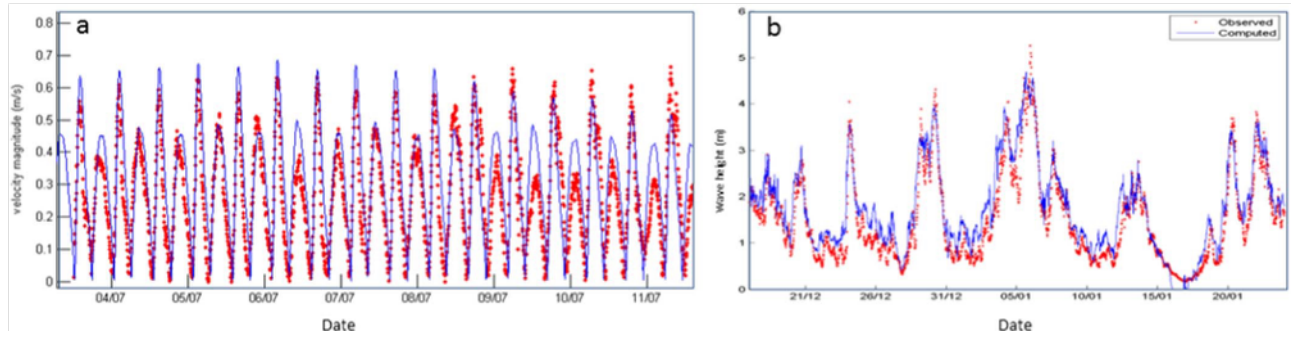 a
velocity magnitude (m/s)
0.8
0.7
0.6
0.5
0.4
0.3
0.2
0.1
0
04/07 05/07 06/07 07/07 08/07 09/07 10/07 11/07
Date
b
Observed
Computed
Wave height (m)
6
5
4
3
2
1
0
21/12 26/12 31/12 05/01 10/01 15/01 20/01
Date